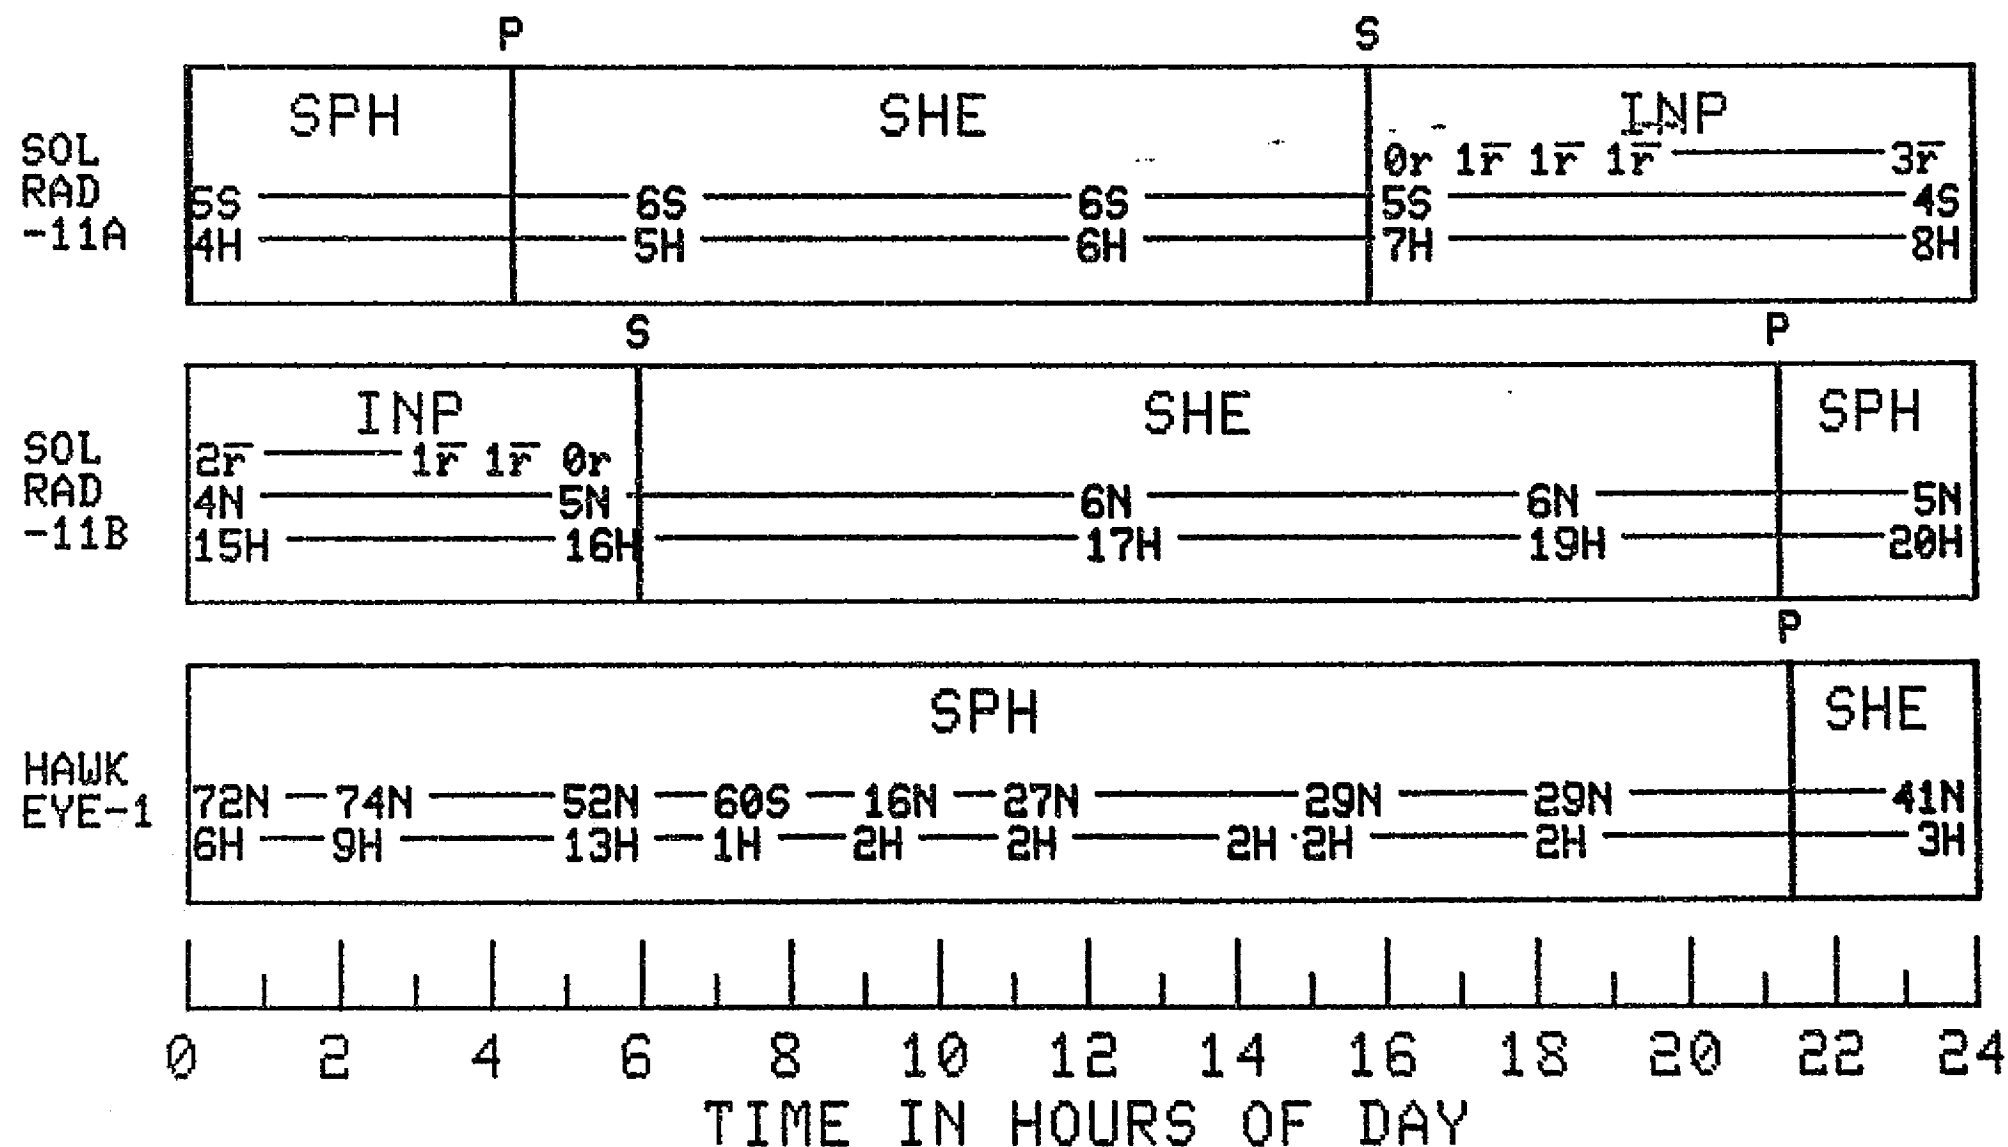 P S
SPH SHE INP
SOL
RAD
-11A
0r 1r̅ 1r̅ 1r̅ 3r̅
5S 6S 6S 5S 4S
4H 5H 6H 7H 8H
S P
INP SHE SPH
SOL
RAD
-11B
2r̅ 1r̅ 1r̅ 0r
4N 5N 6N 6N 5N
15H 16H 17H 19H 20H
P
SPH SHE
HAWK
EYE-1
72N 74N 52N 60S 16N 27N 29N 29N 41N
6H 9H 13H 1H 2H 2H 2H 2H 2H 3H
0 2 4 6 8 10 12 14 16 18 20 22 24
TIME IN HOURS OF DAY